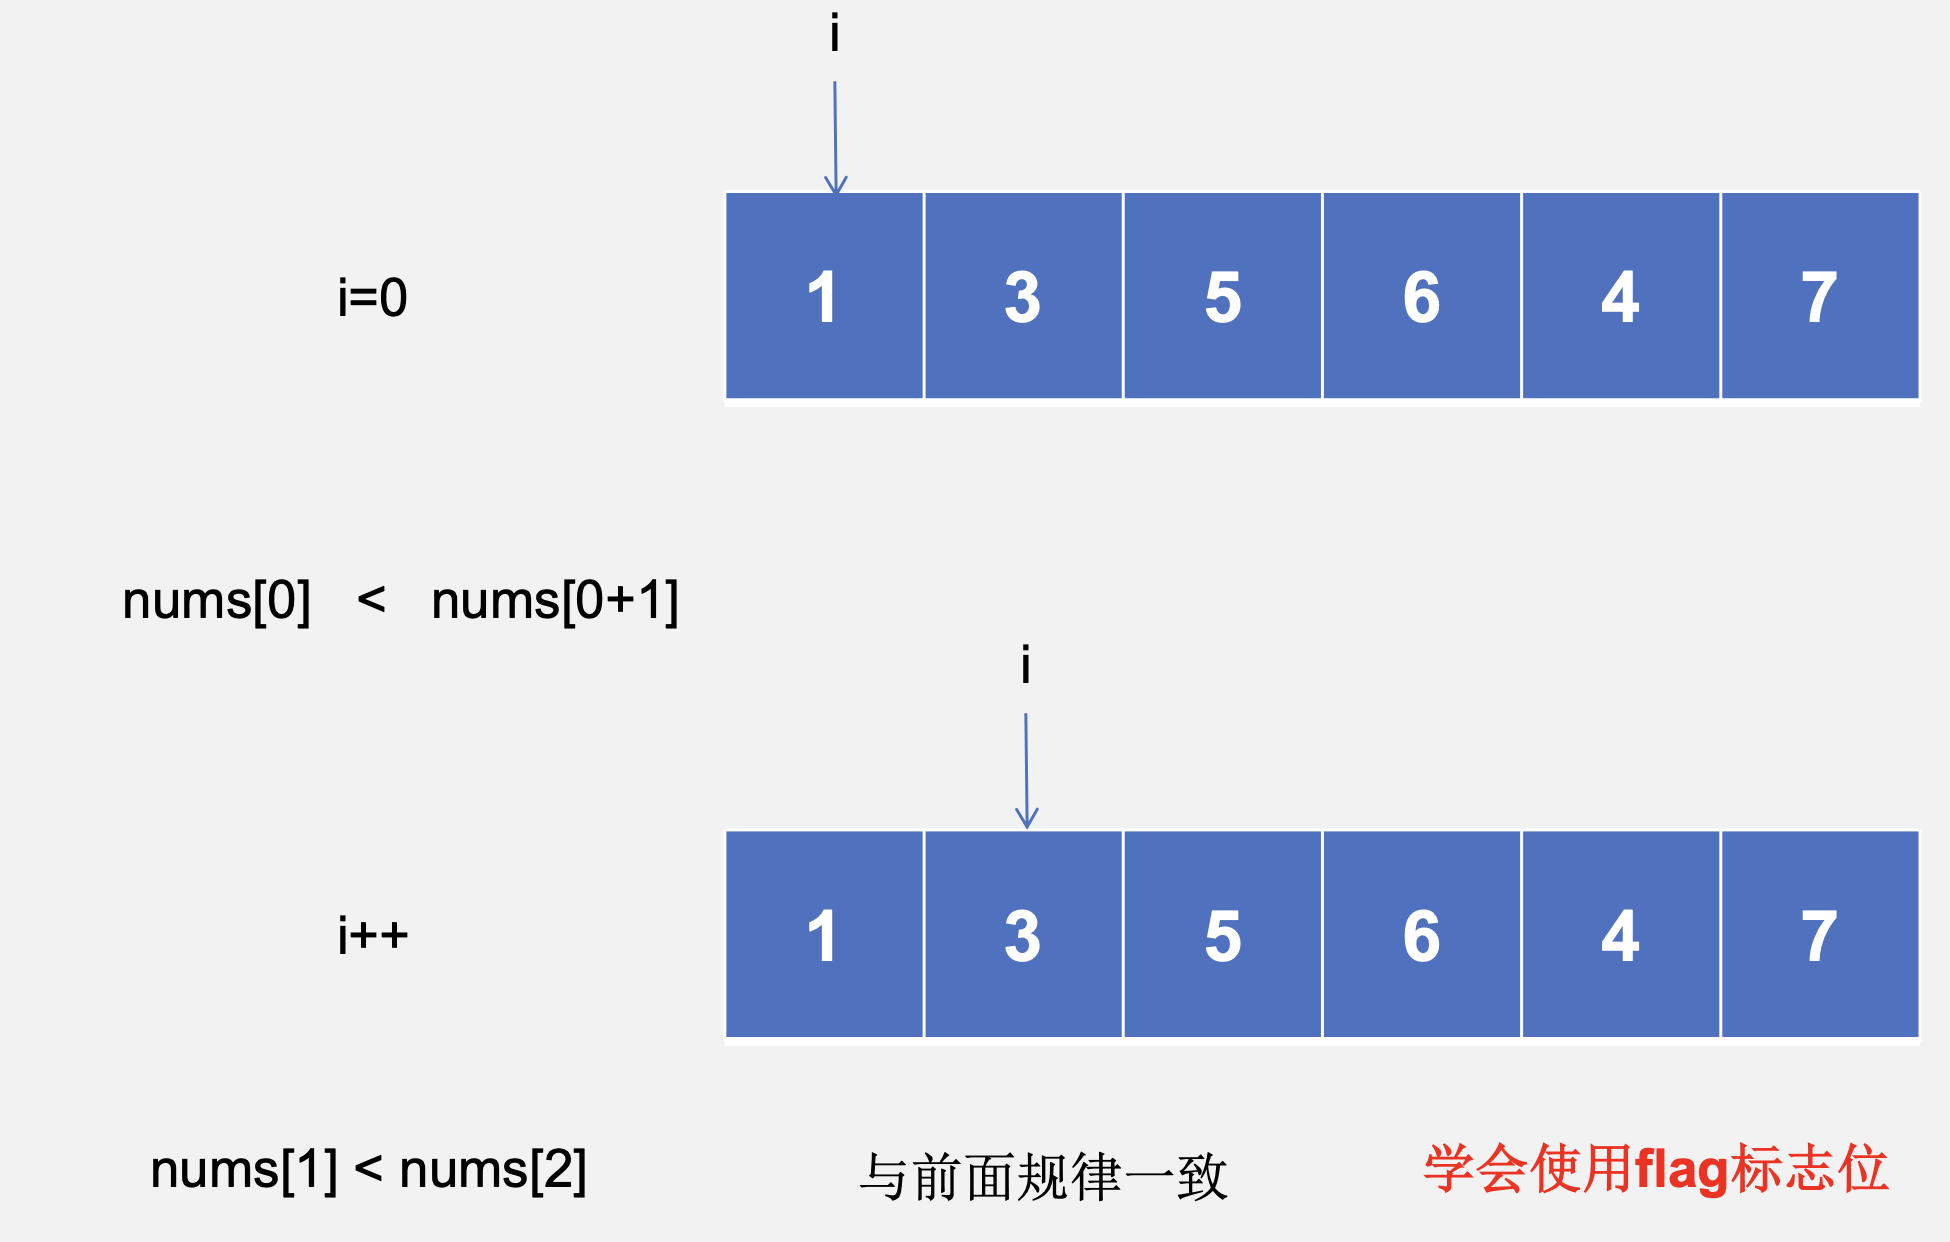 i
i=0
1 3 5 6 4 7
nums[0] < nums[0+1]
i
i++
1 3 5 6 4 7
nums[1] < nums[2]
与前面规律一致
学会使用flag标志位